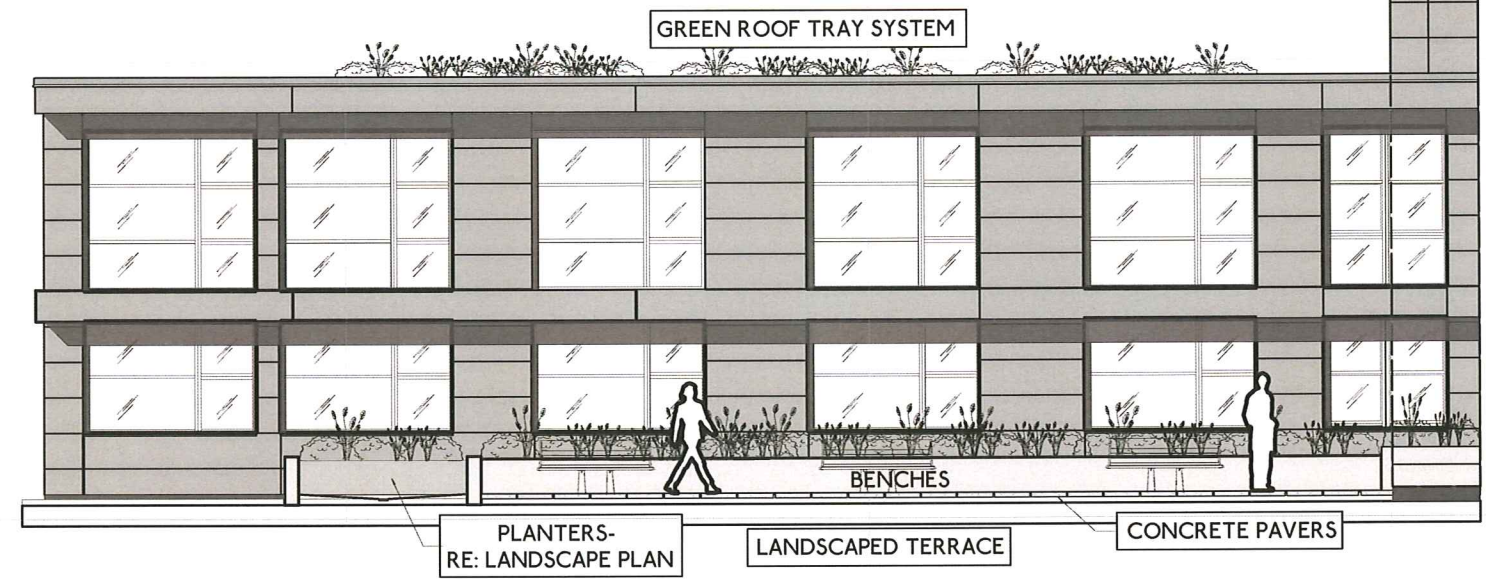 GREEN ROOF TRAY SYSTEM
BENCHES
PLANTERS-
RE: LANDSCAPE PLAN
LANDSCAPED TERRACE
CONCRETE PAVERS